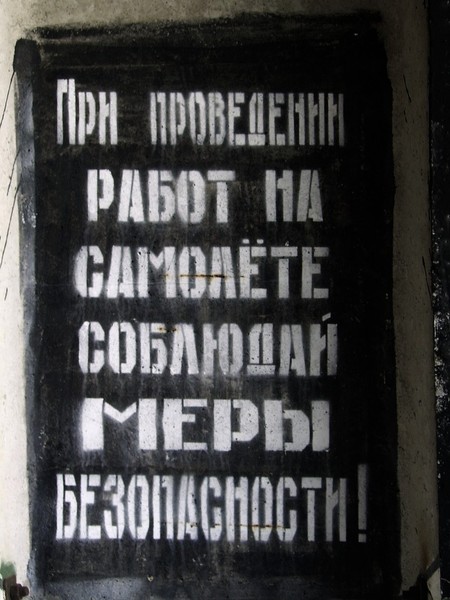 При проведении
работ на
самолёте
соблюдай
меры
безопасности!